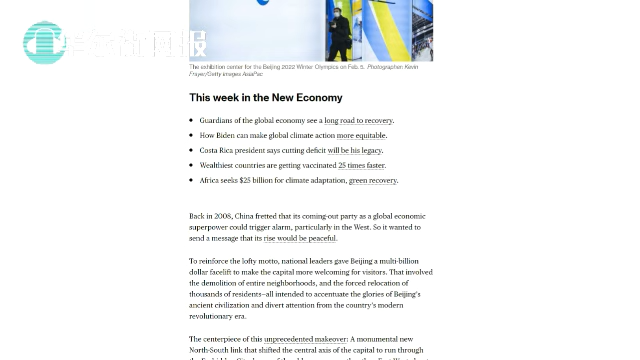 The exhibition center for the Beijing 2022 Winter Olympics on Feb. 5. Photographer: Kevin
Frayer/Getty Images AsiaPac
This week in the New Economy
Guardians of the global economy see a long road to recovery.
How Biden can make global climate action more equitable.
Costa Rica president says cutting deficit will be his legacy.
Wealthiest countries are getting vaccinated 25 times faster.
Africa seeks $25 billion for climate adaptation, green recovery.
Back in 2008, China fretted that its coming-out party as a global economic
superpower could trigger alarm, particularly in the West. So it wanted to
send a message that its rise would be peaceful.
To reinforce the lofty motto, national leaders gave Beijing a multi-billion
dollar facelift to make the capital more welcoming for visitors. That involved
the demolition of entire neighborhoods, and the forced relocation of
thousands of residents—all intended to accentuate the glories of Beijing's
ancient civilization and divert attention from the country's modern
revolutionary era.
The centerpiece of this unprecedented makeover: A monumental new
North-South link that shifted the central axis of the capital to run through